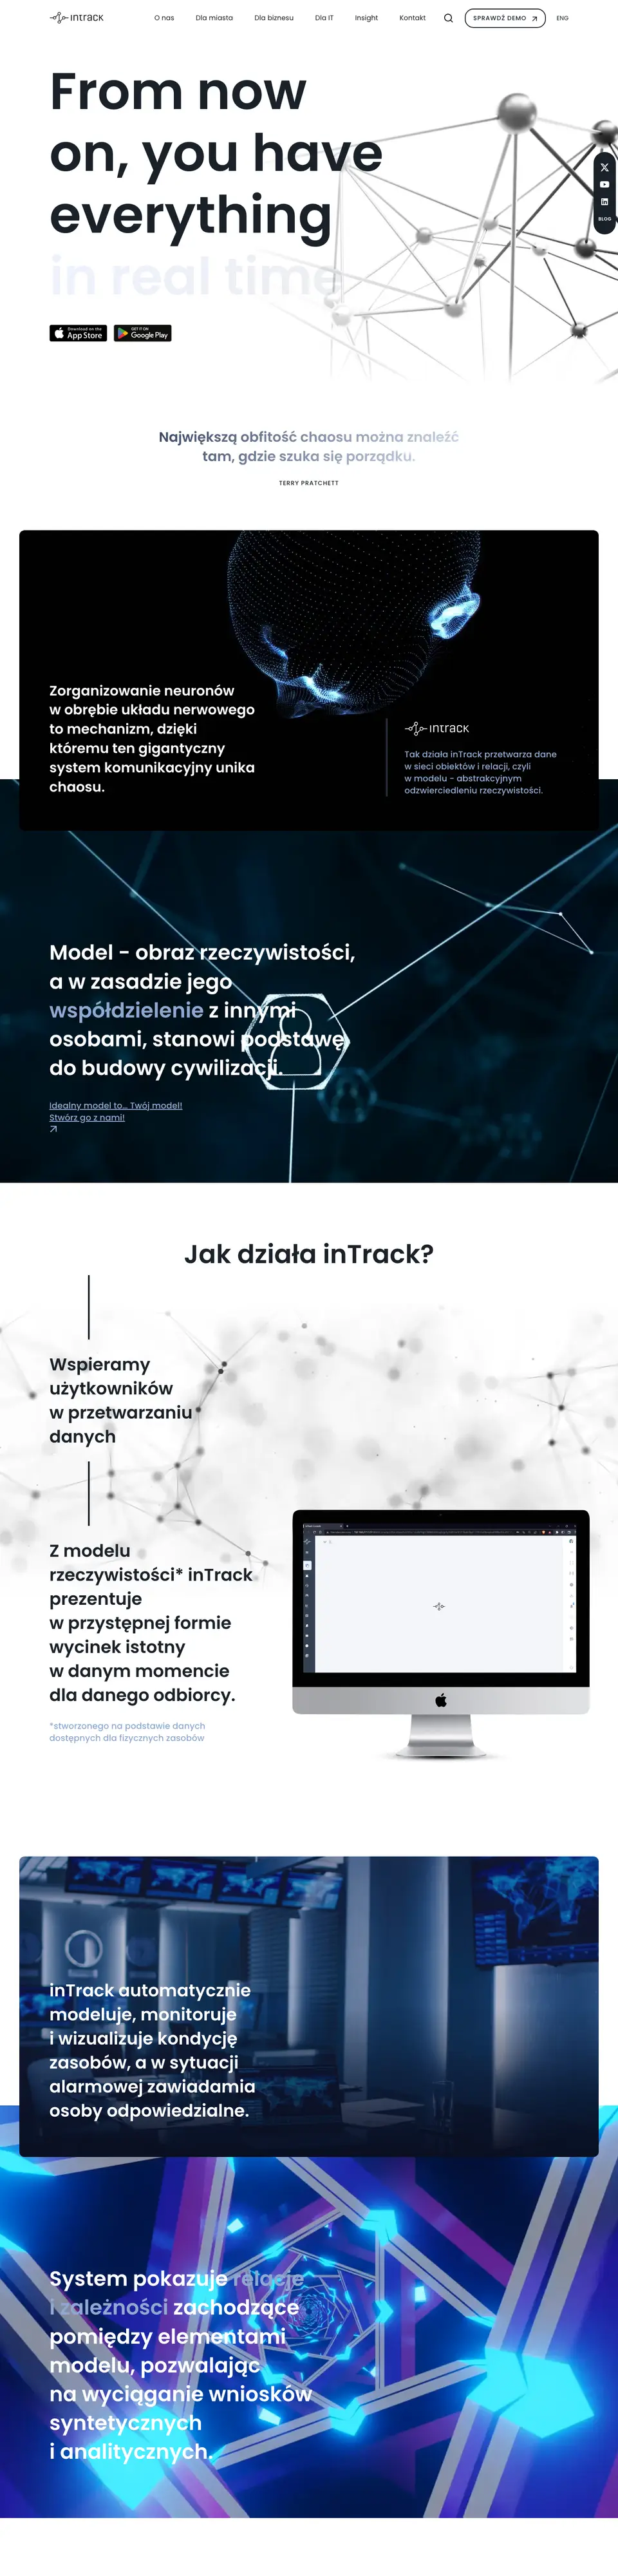 intrack
O nas
Dla miasta
Dla biznesu
Dla IT
Insight
Kontakt
SPRAWDŹ DEMO
ENG
From now
on, you have
everything
in real time
BLOG
Download on the
App Store
GET IT ON
Google Play
Największą obfitość chaosu można znaleźć
tam, gdzie szuka się porządku.
TERRY PRATCHETT
Zorganizowanie neuronów
w obrębie układu nerwowego
to mechanizm, dzięki
któremu ten gigantyczny
system komunikacyjny unika
chaosu.
intrack
Tak działa inTrack przetwarza dane
w sieci obiektów i relacji, czyli
w modelu - abstrakcyjnym
odzwierciedleniu rzeczywistości.
Model - obraz rzeczywistości,
a w zasadzie jego
współdzielenie z innymi
osobami, stanowi podstawę
do budowy cywilizacji.
Idealny model to... Twój model!
Stwórz go z nami!
Jak działa inTrack?
Wspieramy
użytkowników
w przetwarzaniu
danych
Z modelu
rzeczywistości* inTrack
prezentuje
w przystępnej formie
wycinek istotny
w danym momencie
dla danego odbiorcy.
*stworzonego na podstawie danych
dostępnych dla fizycznych zasobów
inTrack automatycznie
modeluje, monitoruje
i wizualizuje kondycję
zasobów, a w sytuacji
alarmowej zawiadamia
osoby odpowiedzialne.
System pokazuje relacje
i zależności zachodzące
pomiędzy elementami
modelu, pozwalając
na wyciąganie wniosków
syntetycznych
i analitycznych.